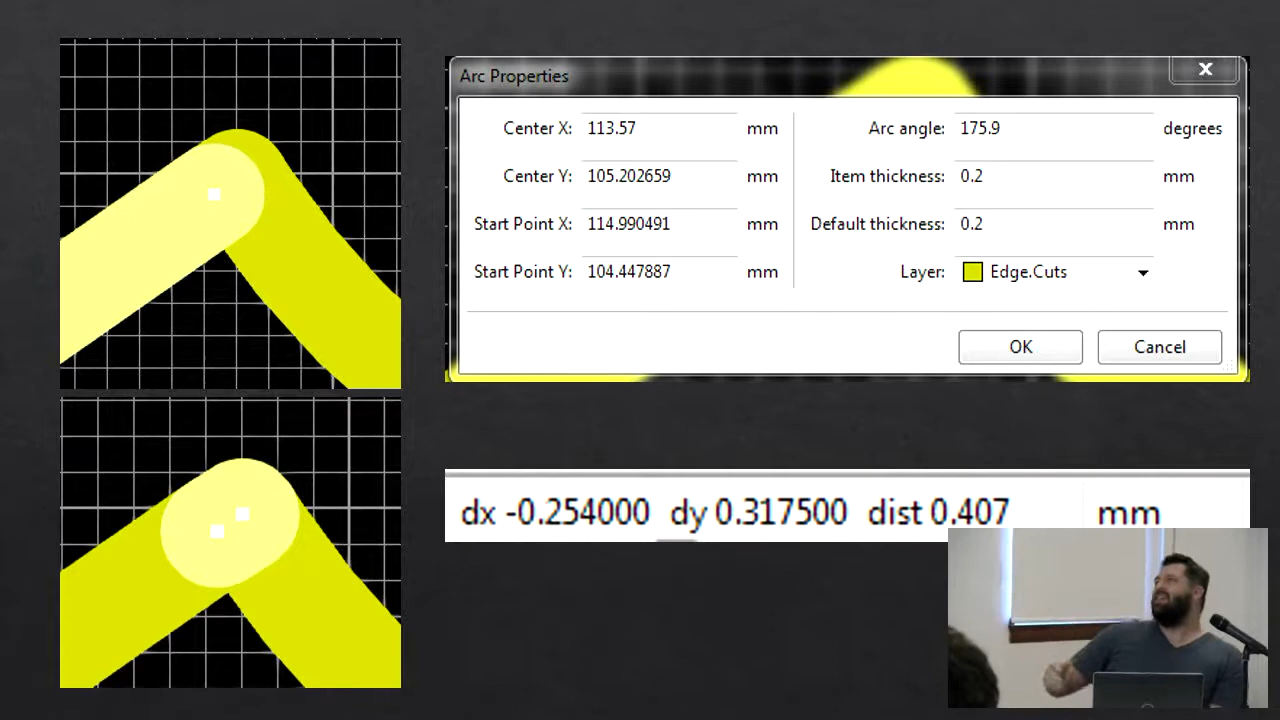 Arc Properties
Center X: 113.57 mm Arc angle: 175.9 degrees
Center Y: 105.202659 mm Item thickness: 0.2 mm
Start Point X: 114.990491 mm Default thickness: 0.2 mm
Start Point Y: 104.447887 mm Layer: Edge.Cuts
OK Cancel
dx -0.254000 dy 0.317500 dist 0.407 mm